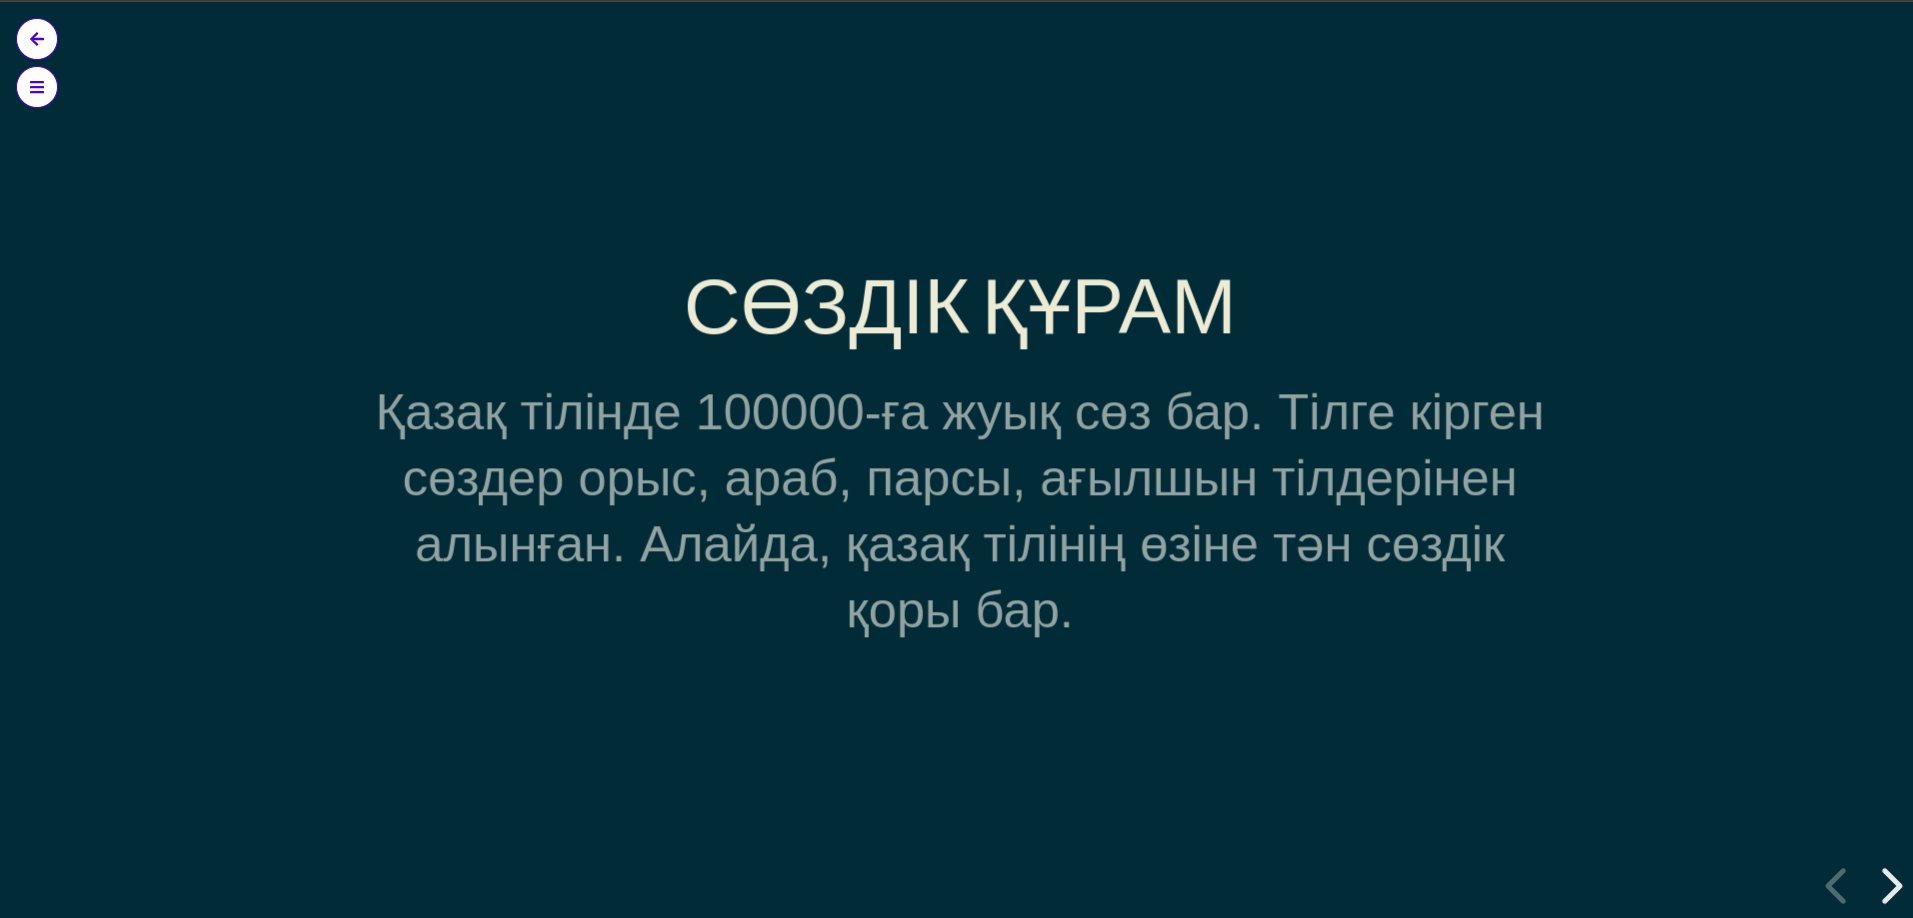 СӨЗДІК ҚҰРАМ
Қазақ тілінде 100000-ға жуық сөз бар. Тілге кірген
сөздер орыс, араб, парсы, ағылшын тілдерінен
алынған. Алайда, қазақ тілінің өзіне тән сөздік
қоры бар.